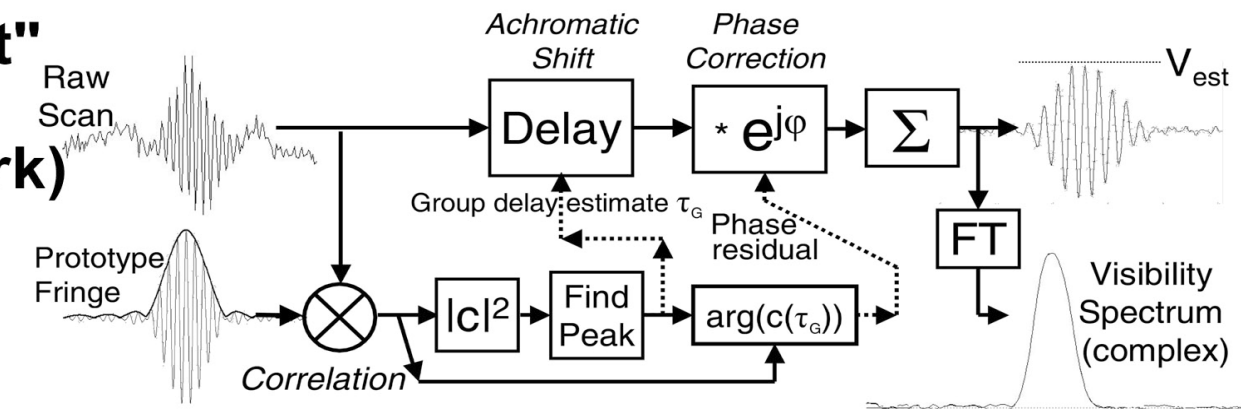 t"
rk)
Raw
Scan
Achromatic
Shift
Phase
Correction
V_est
Delay
* e^jφ
Σ
Group delay estimate τ_G
Phase
residual
FT
Prototype
Fringe
|c|²
Find
Peak
arg(c(τ_G))
Correlation
Visibility
Spectrum
(complex)